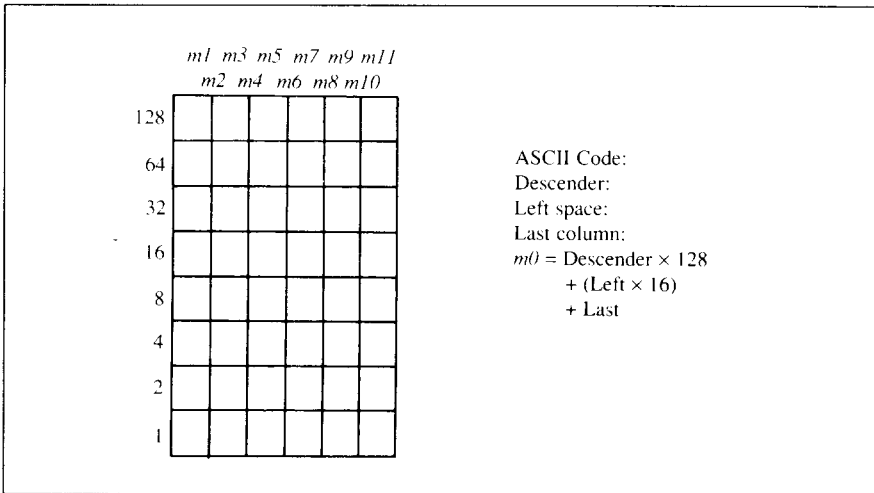 m1 m3 m5 m7 m9 m11
m2 m4 m6 m8 m10
128
64
32
16
8
4
2
1
ASCII Code:
Descender:
Left space:
Last column:
m0 = Descender × 128
+ (Left × 16)
+ Last